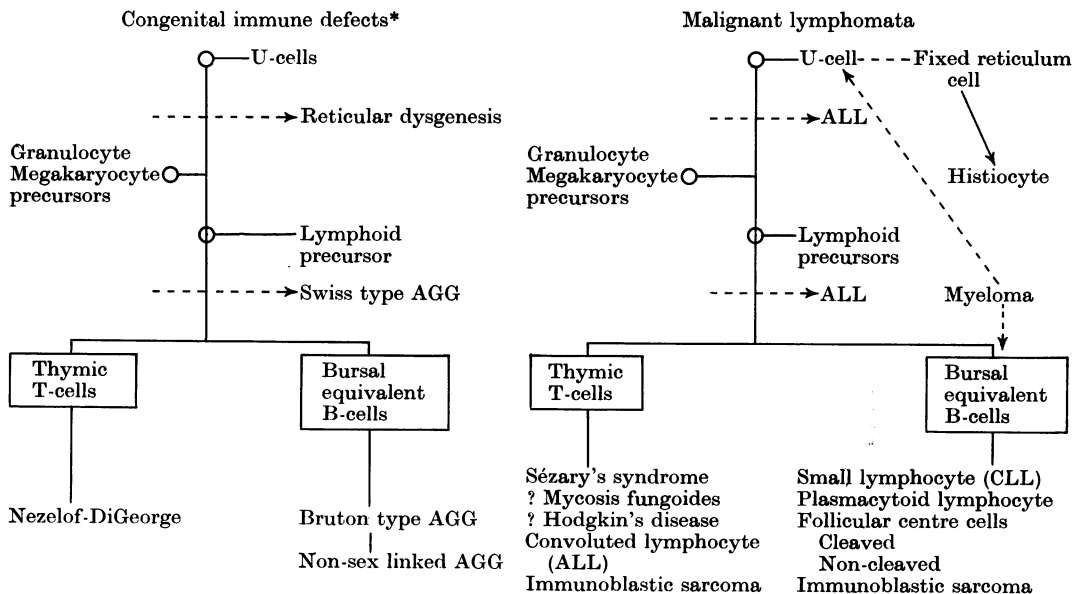 Congenital immune defects*
U-cells
Reticular dysgenesis
Granulocyte
Megakaryocyte
precursors
Lymphoid
precursor
Swiss type AGG
Thymic
T-cells
Bursal
equivalent
B-cells
Nezelof-DiGeorge
Bruton type AGG
Non-sex linked AGG
Malignant lymphomata
U-cell
Fixed reticulum
cell
ALL
Granulocyte
Megakaryocyte
precursors
Histiocyte
Lymphoid
precursors
ALL
Myeloma
Thymic
T-cells
Bursal
equivalent
B-cells
Sézary's syndrome
? Mycosis fungoides
? Hodgkin's disease
Convoluted lymphocyte
(ALL)
Immunoblastic sarcoma
Small lymphocyte (CLL)
Plasmacytoid lymphocyte
Follicular centre cells
Cleaved
Non-cleaved
Immunoblastic sarcoma